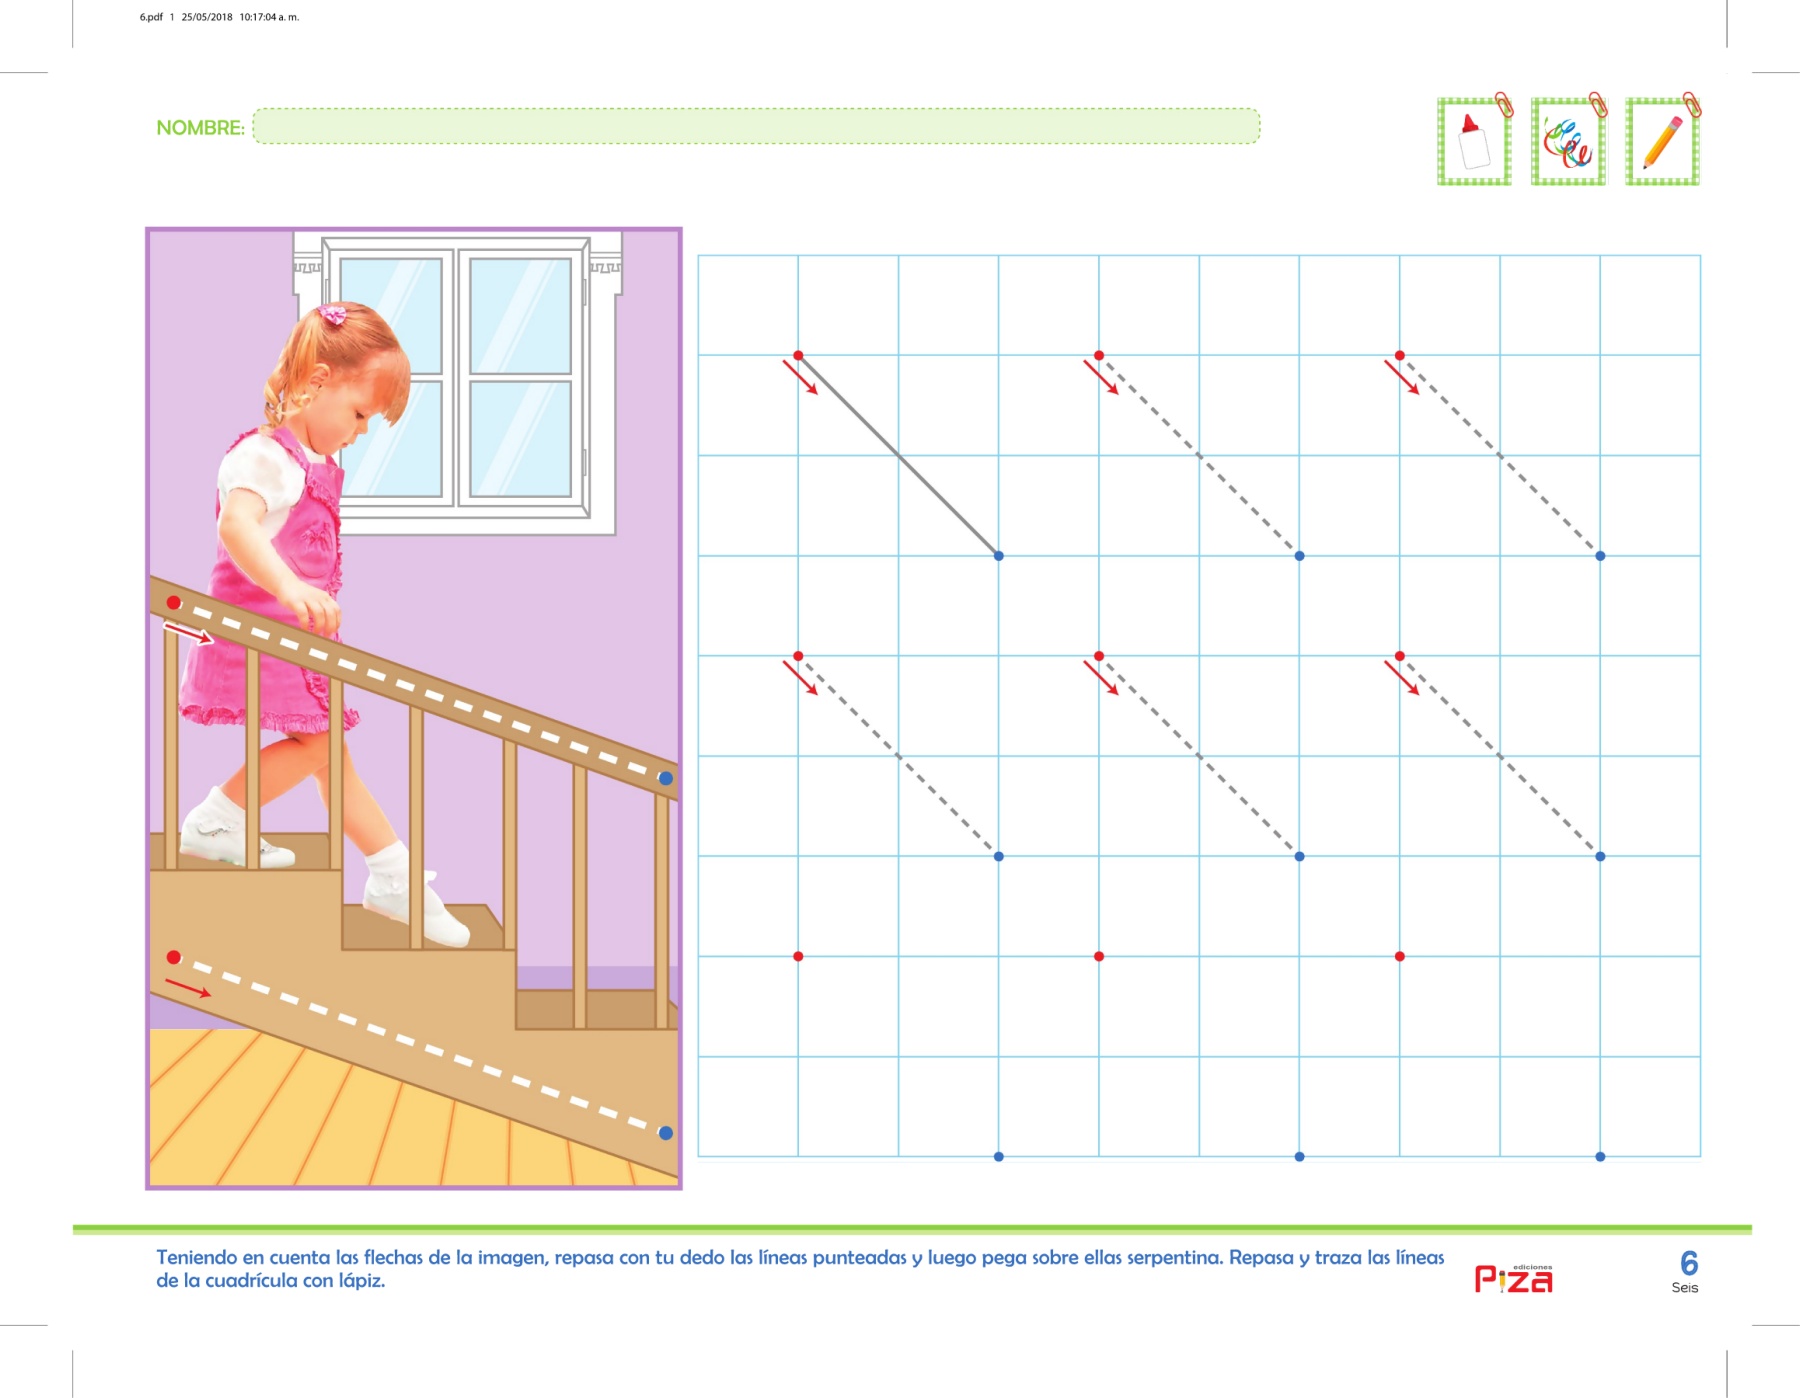 6.pdf 1 25/05/2018 10:17:04 a. m.
NOMBRE:
Teniendo en cuenta las flechas de la imagen, repasa con tu dedo las líneas punteadas y luego pega sobre ellas serpentina. Repasa y traza las líneas
de la cuadrícula con lápiz.
ediciones
Piza
6
Seis